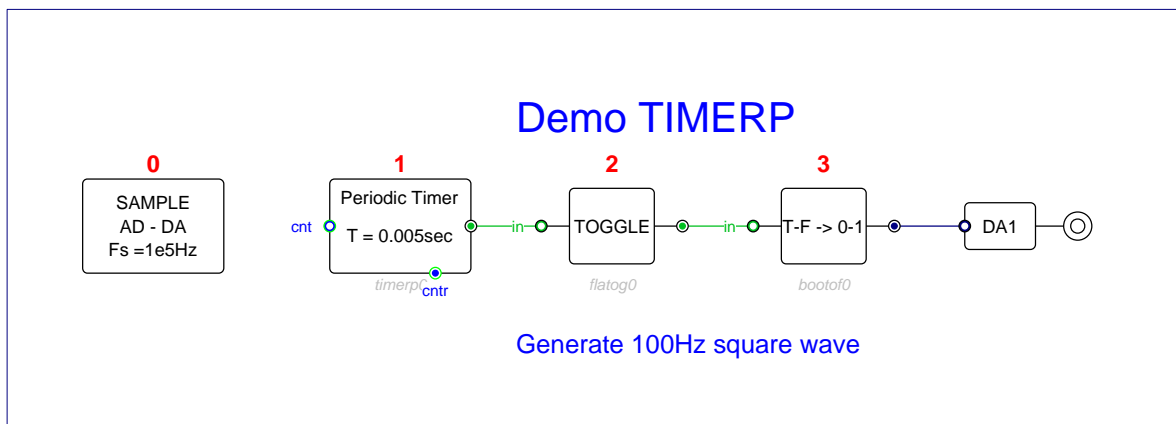 Demo TIMERP
0
1
2
3
SAMPLE
AD - DA
Fs =1e5Hz
cnt
Periodic Timer
T = 0.005sec
timerp0
cntr
in
TOGGLE
flatog0
in
T-F -> 0-1
bootof0
DA1
Generate 100Hz square wave